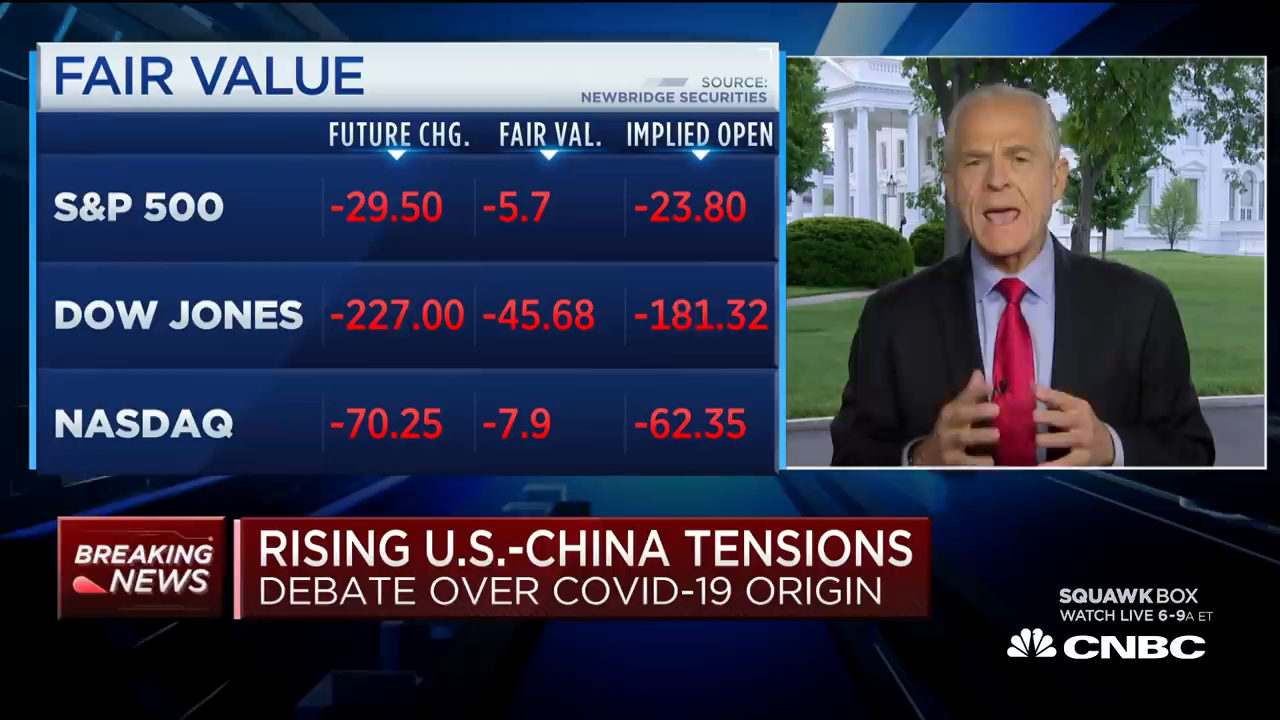 FAIR VALUE
SOURCE:
NEWBRIDGE SECURITIES
FUTURE CHG. FAIR VAL. IMPLIED OPEN
S&P 500 -29.50 -5.7 -23.80
DOW JONES -227.00 -45.68 -181.32
NASDAQ -70.25 -7.9 -62.35
BREAKING
NEWS
RISING U.S.-CHINA TENSIONS
DEBATE OVER COVID-19 ORIGIN
SQUAWK BOX
WATCH LIVE 6-9A ET
CNBC